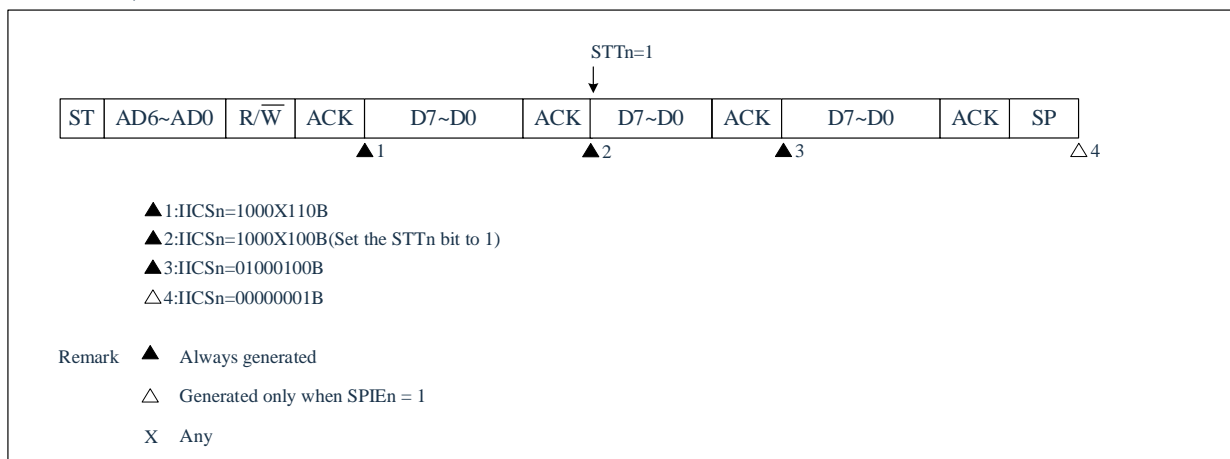 STTn=1
ST AD6~AD0 R/W̅ ACK D7~D0 ACK D7~D0 ACK D7~D0 ACK SP
▲1 ▲2 ▲3 △4
▲1:IICSn=1000X110B
▲2:IICSn=1000X100B(Set the STTn bit to 1)
▲3:IICSn=01000100B
△4:IICSn=00000001B
Remark ▲ Always generated
△ Generated only when SPIEn = 1
X Any